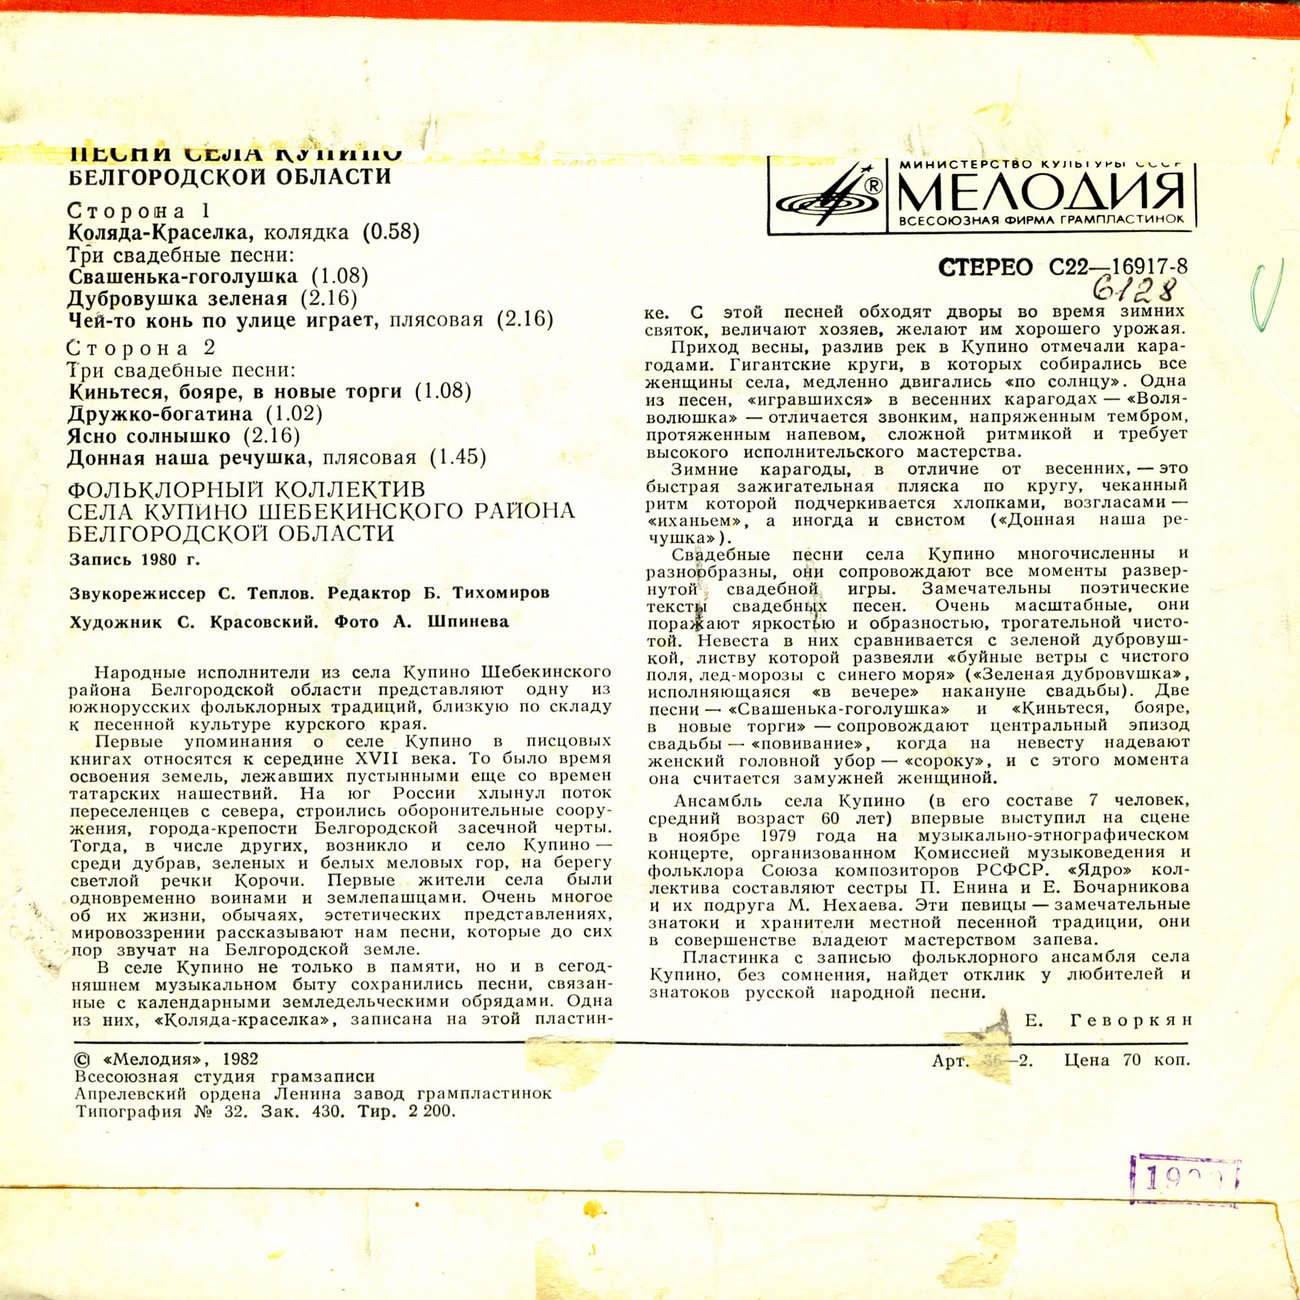 ПЕСНИ СЕЛА КУПИНО
БЕЛГОРОДСКОЙ ОБЛАСТИ
Сторона 1
Коляда-Краселка, колядка (0.58)
Три свадебные песни:
Свашенька-гоголушка (1.08)
Дубровушка зеленая (2.16)
Чей-то конь по улице играет, плясовая (2.16)
Сторона 2
Три свадебные песни:
Киньтеся, бояре, в новые торги (1.08)
Дружко-богатина (1.02)
Ясно солнышко (2.16)
Донная наша речушка, плясовая (1.45)
ФОЛЬКЛОРНЫЙ КОЛЛЕКТИВ
СЕЛА КУПИНО ШЕБЕКИНСКОГО РАЙОНА
БЕЛГОРОДСКОЙ ОБЛАСТИ
Запись 1980 г.
Звукорежиссер С. Теплов. Редактор Б. Тихомиров
Художник С. Красовский. Фото А. Шпинева
Народные исполнители из села Купино Шебекинского
района Белгородской области представляют одну из
южнорусских фольклорных традиций, близкую по складу
к песенной культуре курского края.
Первые упоминания о селе Купино в писцовых
книгах относятся к середине XVII века. То было время
освоения земель, лежавших пустынными еще со времен
татарских нашествий. На юг России хлынул поток
переселенцев с севера, строились оборонительные соору-
жения, города-крепости Белгородской засечной черты.
Тогда, в числе других, возникло и село Купино —
среди дубрав, зеленых и белых меловых гор, на берегу
светлой речки Корочи. Первые жители села были
одновременно воинами и землепашцами. Очень многое
об их жизни, обычаях, эстетических представлениях,
мировоззрении рассказывают нам песни, которые до сих
пор звучат на Белгородской земле.
В селе Купино не только в памяти, но и в сегод-
няшнем музыкальном быту сохранились песни, связан-
ные с календарными земледельческими обрядами. Одна
из них, «Коляда-краселка», записана на этой пластин-
МИНИСТЕРСТВО КУЛЬТУРЫ СССР
МЕЛОДИЯ
®
ВСЕСОЮЗНАЯ ФИРМА ГРАМПЛАСТИНОК
СТЕРЕО С22—16917-8
6128
ке. С этой песней обходят дворы во время зимних
святок, величают хозяев, желают им хорошего урожая.
Приход весны, разлив рек в Купино отмечали кара-
годами. Гигантские круги, в которых собирались все
женщины села, медленно двигались «по солнцу». Одна
из песен, «игравшихся» в весенних карагодах — «Воля-
волюшка» — отличается звонким, напряженным тембром,
протяженным напевом, сложной ритмикой и требует
высокого исполнительского мастерства.
Зимние карагоды, в отличие от весенних, — это
быстрая зажигательная пляска по кругу, чеканный
ритм которой подчеркивается хлопками, возгласами —
«иханьем», а иногда и свистом («Донная наша ре-
чушка»).
Свадебные песни села Купино многочисленны и
разнообразны, они сопровождают все моменты развер-
нутой свадебной игры. Замечательны поэтические
тексты свадебных песен. Очень масштабные, они
поражают яркостью и образностью, трогательной чисто-
той. Невеста в них сравнивается с зеленой дубровуш-
кой, листву которой развеяли «буйные ветры с чистого
поля, лед-морозы с синего моря» («Зеленая дубровушка»,
исполняющаяся «в вечере» накануне свадьбы). Две
песни — «Свашенька-гоголушка» и «Киньтеся, бояре,
в новые торги» — сопровождают центральный эпизод
свадьбы — «повивание», когда на невесту надевают
женский головной убор — «сороку», и с этого момента
она считается замужней женщиной.
Ансамбль села Купино (в его составе 7 человек,
средний возраст 60 лет) впервые выступил на сцене
в ноябре 1979 года на музыкально-этнографическом
концерте, организованном Комиссией музыковедения и
фольклора Союза композиторов РСФСР. «Ядро» кол-
лектива составляют сестры П. Енина и Е. Бочарникова
и их подруга М. Нехаева. Эти певицы — замечательные
знатоки и хранители местной песенной традиции, они
в совершенстве владеют мастерством запева.
Пластинка с записью фольклорного ансамбля села
Купино, без сомнения, найдет отклик у любителей и
знатоков русской народной песни.
Е. Геворкян
© «Мелодия», 1982
Всесоюзная студия грамзаписи
Апрелевский ордена Ленина завод грампластинок
Типография № 32. Зак. 430. Тир. 2 200.
Арт. 36—2. Цена 70 коп.